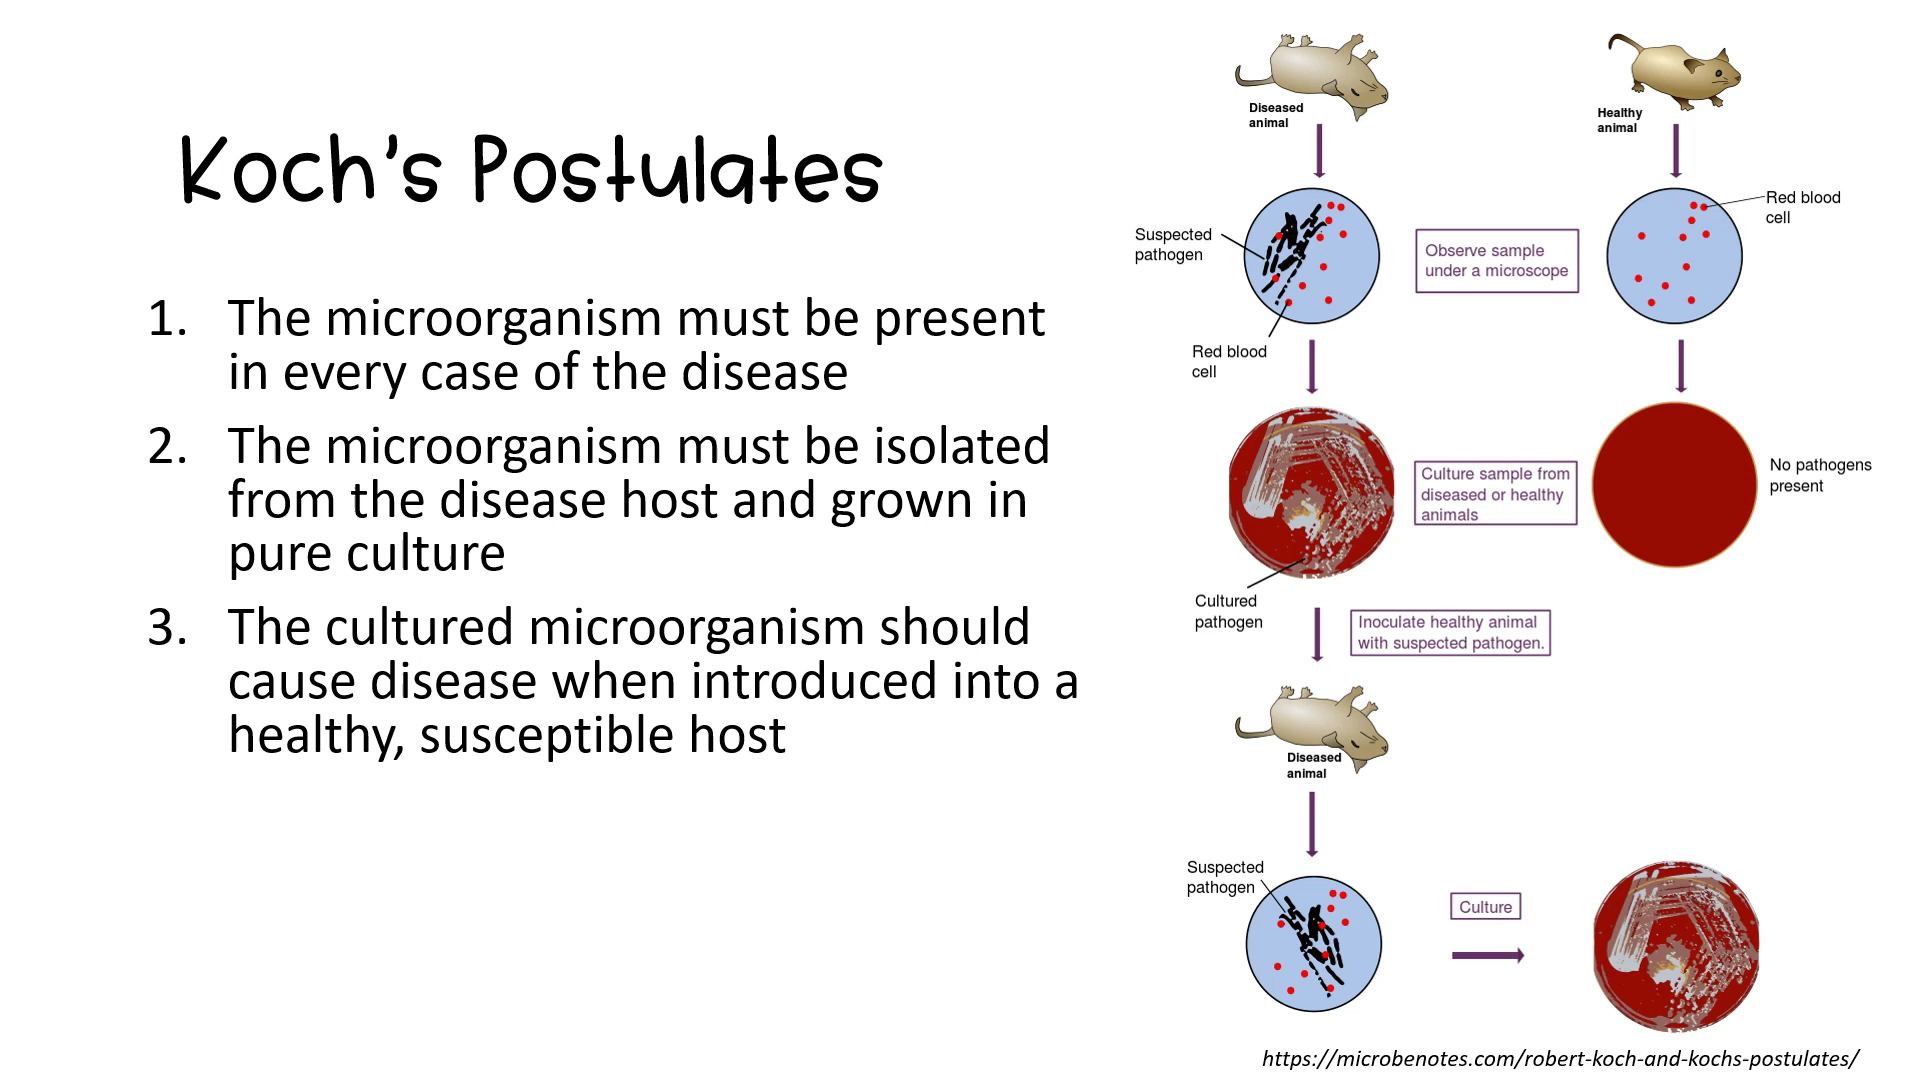 Koch's Postulates
1. The microorganism must be present
in every case of the disease
2. The microorganism must be isolated
from the disease host and grown in
pure culture
3. The cultured microorganism should
cause disease when introduced into a
healthy, susceptible host
Diseased
animal
Healthy
animal
Suspected
pathogen
Red blood
cell
Observe sample
under a microscope
Red blood
cell
Culture sample from
diseased or healthy
animals
No pathogens
present
Cultured
pathogen
Inoculate healthy animal
with suspected pathogen.
Diseased
animal
Suspected
pathogen
Culture
https://microbenotes.com/robert-koch-and-kochs-postulates/